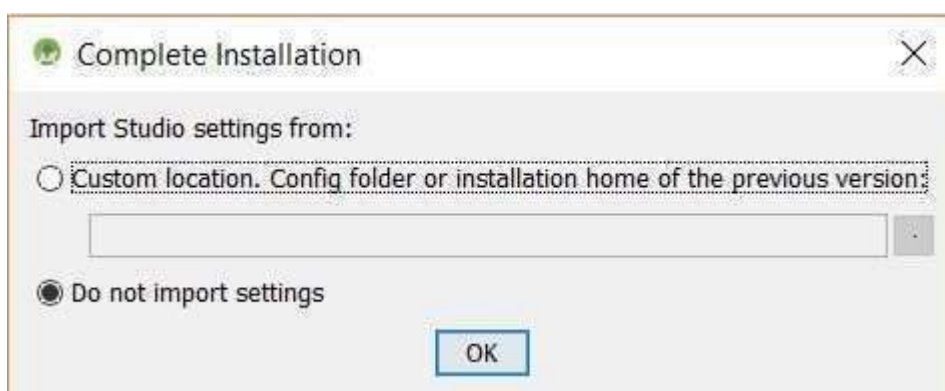 Complete Installation
Import Studio settings from:
Custom location. Config folder or installation home of the previous version:
Do not import settings
OK